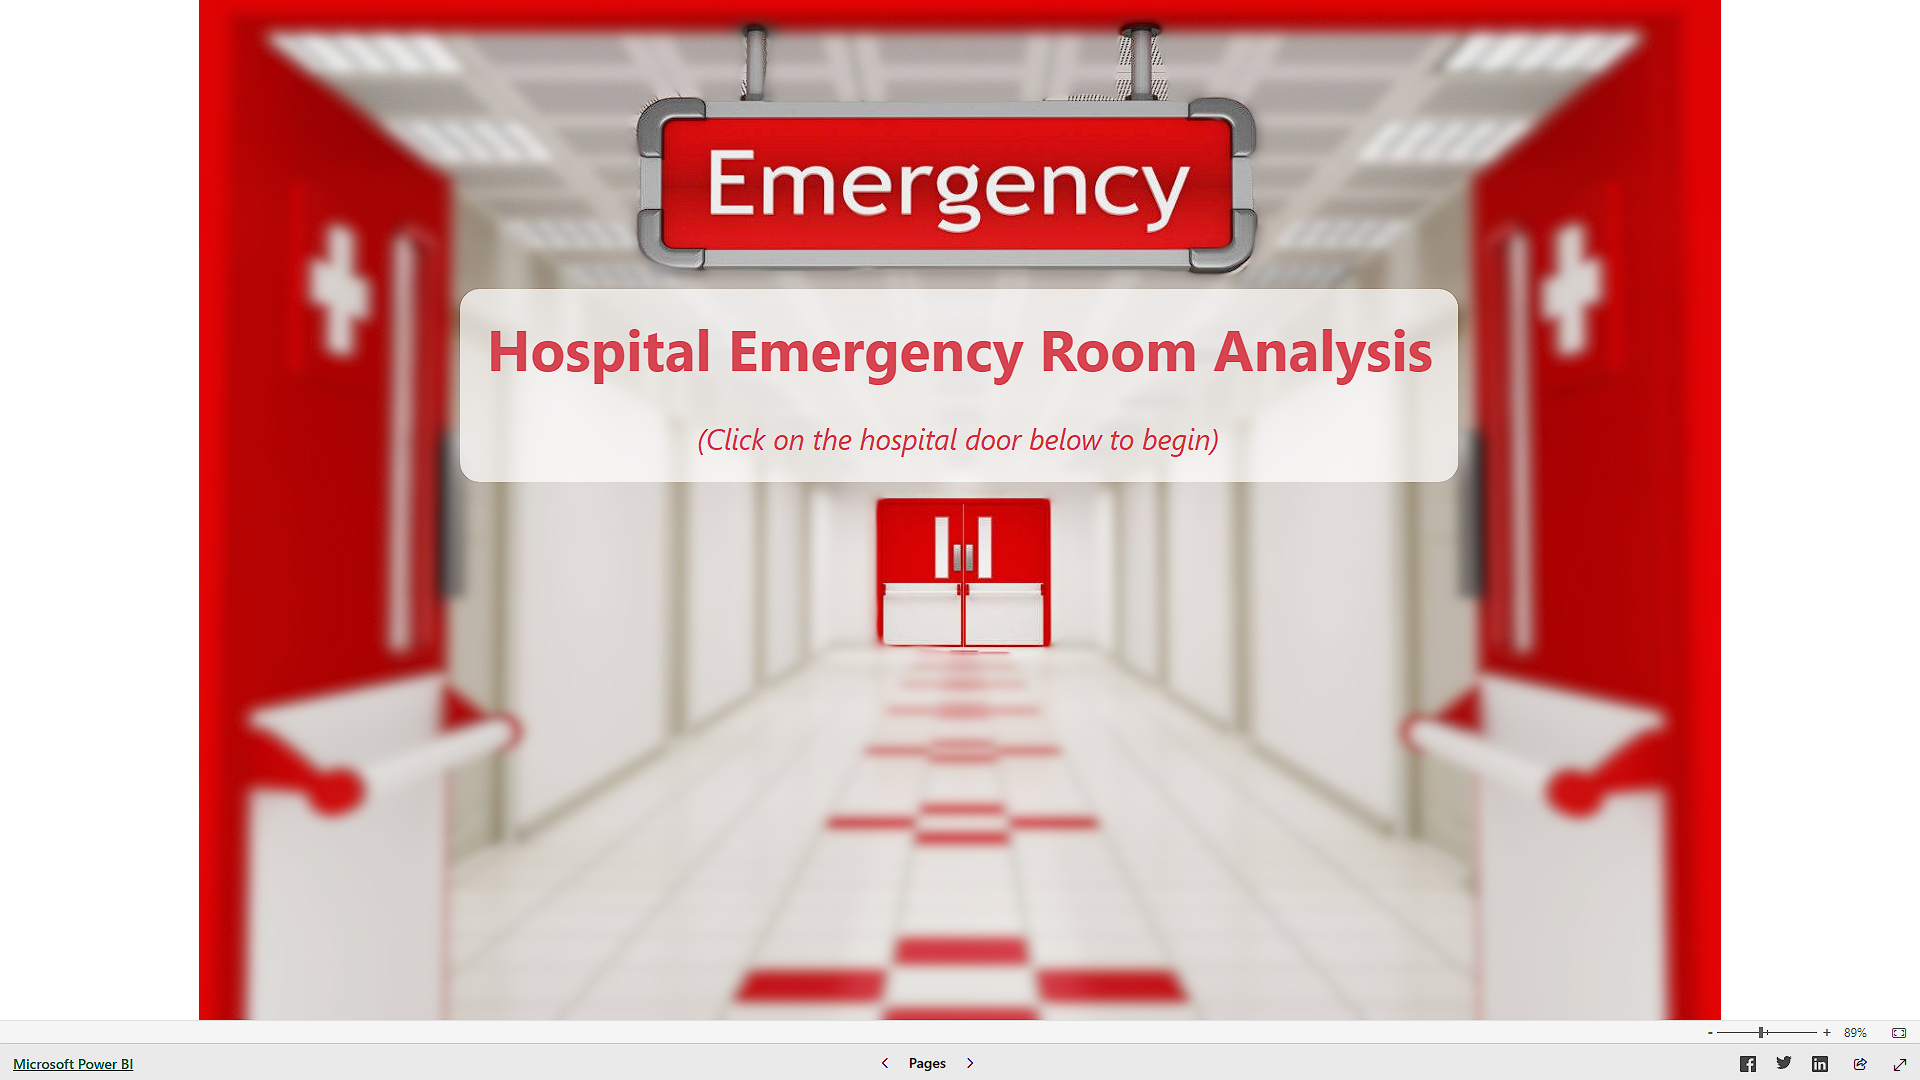 Emergency
Hospital Emergency Room Analysis
(Click on the hospital door below to begin)
- + 89%
Microsoft Power BI
Pages